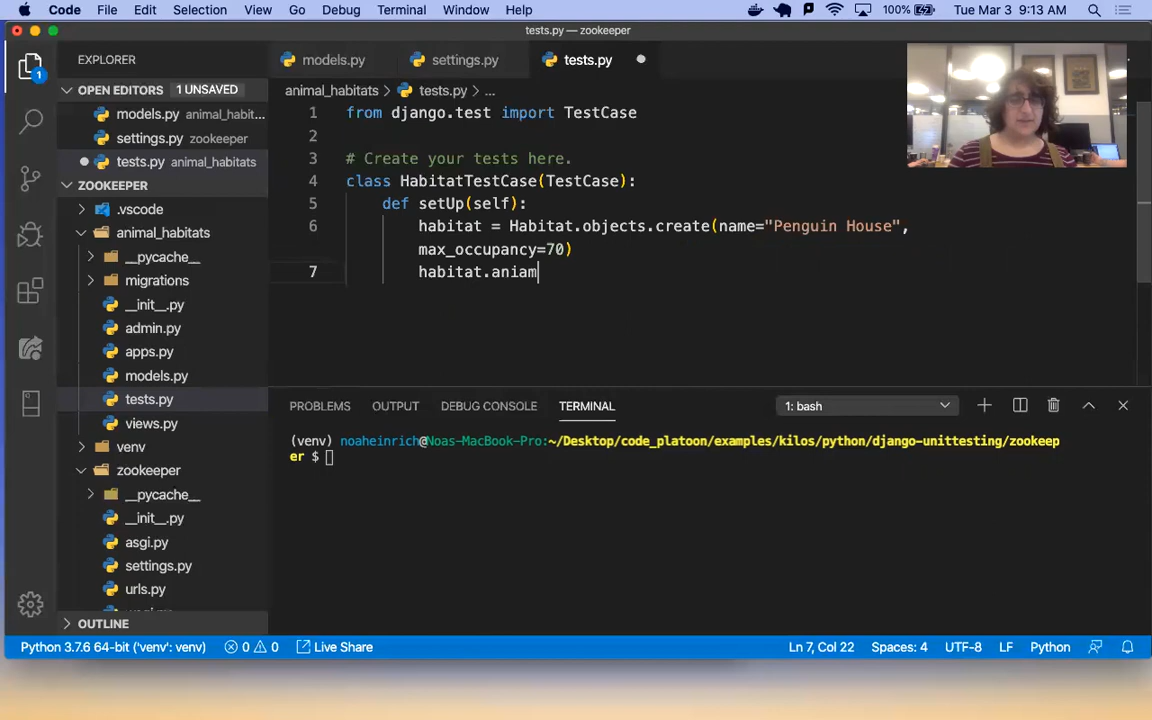 Code File Edit Selection View Go Debug Terminal Window Help 100% Tue Mar 3 9:13 AM
tests.py — zookeeper
EXPLORER
models.py settings.py tests.py
OPEN EDITORS 1 UNSAVED
animal_habitats > tests.py > ...
models.py animal_habit...
settings.py zookeeper
tests.py animal_habitats
ZOOKEEPER
.vscode
animal_habitats
__pycache__
migrations
__init__.py
admin.py
apps.py
models.py
tests.py
views.py
venv
zookeeper
__pycache__
__init__.py
asgi.py
settings.py
urls.py
OUTLINE
1 from django.test import TestCase
2
3 # Create your tests here.
4 class HabitatTestCase(TestCase):
5 def setUp(self):
6 habitat = Habitat.objects.create(name="Penguin House",
max_occupancy=70)
7 habitat.aniam
PROBLEMS OUTPUT DEBUG CONSOLE TERMINAL 1: bash
(venv) noaheinrich@Noas-MacBook-Pro:~/Desktop/code_platoon/examples/kilos/python/django-unittesting/zookeep
er $
Python 3.7.6 64-bit ('venv': venv) 0 0 Live Share Ln 7, Col 22 Spaces: 4 UTF-8 LF Python